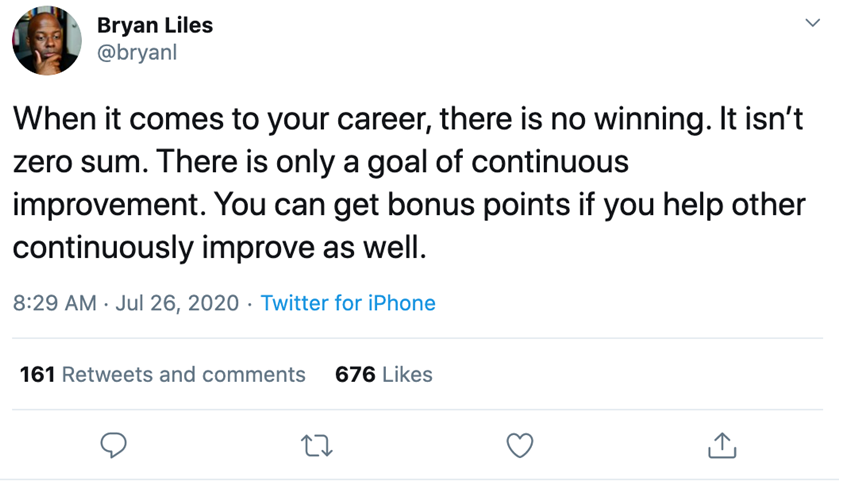 Bryan Liles
@bryanl
When it comes to your career, there is no winning. It isn’t
zero sum. There is only a goal of continuous
improvement. You can get bonus points if you help other
continuously improve as well.
8:29 AM · Jul 26, 2020 · Twitter for iPhone
161 Retweets and comments 676 Likes